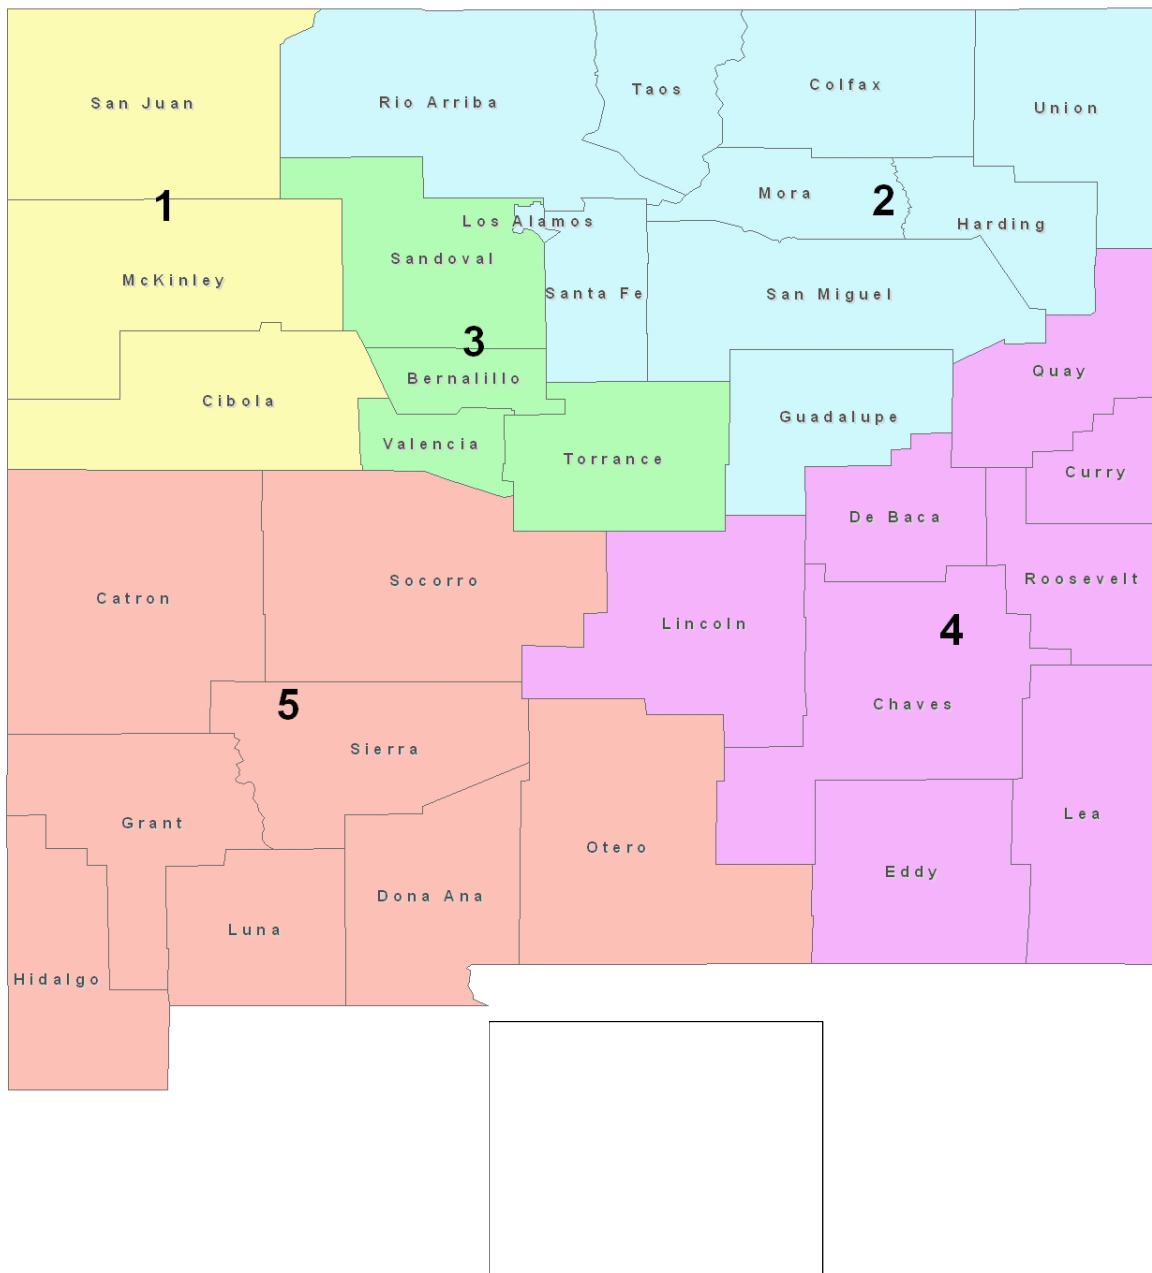 Colfax
Taos
San Juan
Rio Arriba
Union
Mora
2
1
Los Alamos
Harding
Sandoval
McKinley
Santa Fe
San Miguel
3
Quay
Bernalillo
Cibola
Guadalupe
Valencia
Torrance
Curry
De Baca
Roosevelt
Socorro
Catron
Lincoln
4
5
Chaves
Sierra
Lea
Grant
Otero
Eddy
Dona Ana
Luna
Hidalgo